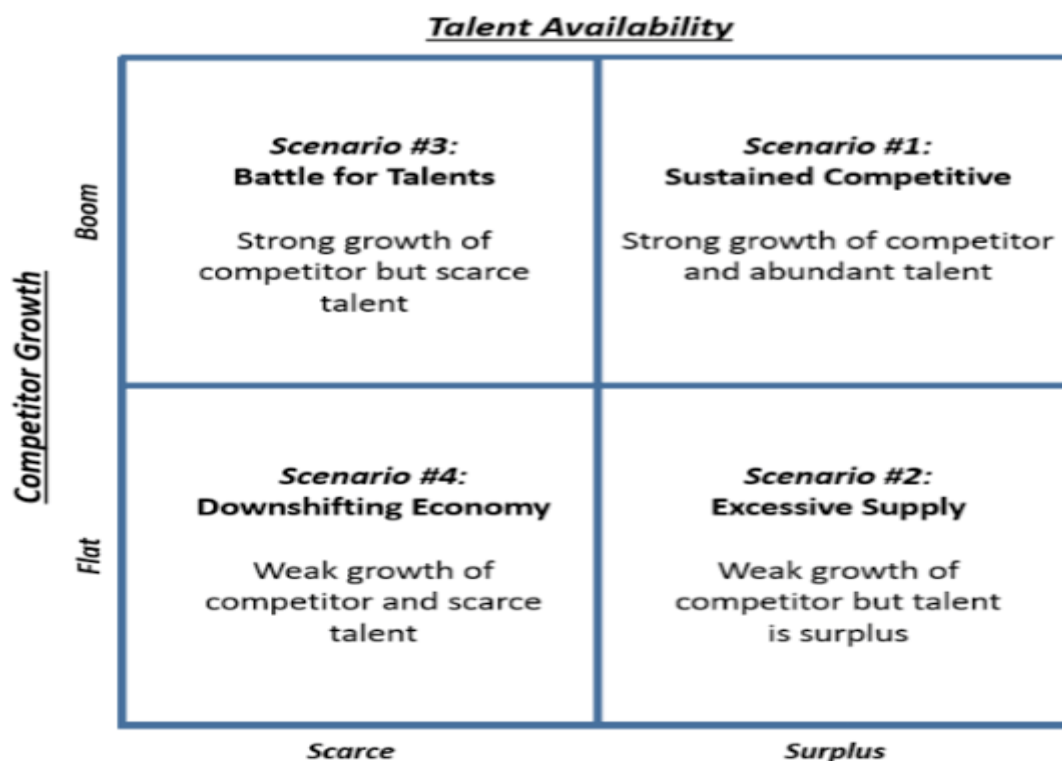 Talent Availability
Competitor Growth
Boom
Scenario #3:
Battle for Talents
Strong growth of
competitor but scarce
talent
Scenario #1:
Sustained Competitive
Strong growth of competitor
and abundant talent
Flat
Scenario #4:
Downshifting Economy
Weak growth of
competitor and scarce
talent
Scenario #2:
Excessive Supply
Weak growth of
competitor but talent
is surplus
Scarce
Surplus